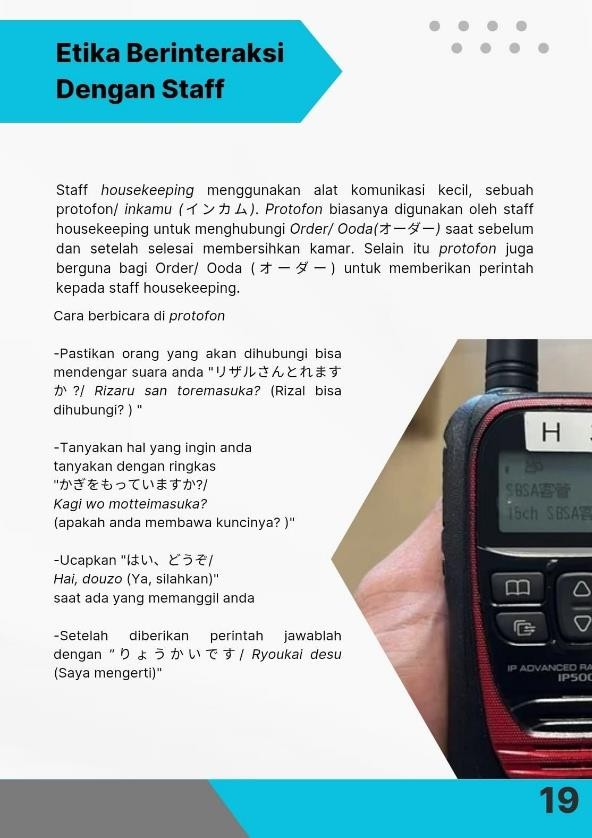 Etika Berinteraksi
Dengan Staff
Staff housekeeping menggunakan alat komunikasi kecil, sebuah
protofon/ inkamu (インカム). Protofon biasanya digunakan oleh staff
housekeeping untuk menghubungi Order/ Ooda(オーダー) saat sebelum
dan setelah selesai membersihkan kamar. Selain itu protofon juga
berguna bagi Order/ Ooda (オーダー) untuk memberikan perintah
kepada staff housekeeping.
Cara berbicara di protofon
-Pastikan orang yang akan dihubungi bisa
mendengar suara anda "リザルさんとれます
か?/ Rizaru san toremasuka? (Rizal bisa
dihubungi? ) "
-Tanyakan hal yang ingin anda
tanyakan dengan ringkas
"かぎをもっていますか?/
Kagi wo motteimasuka?
(apakah anda membawa kuncinya? )"
-Ucapkan "はい、どうぞ/
Hai, douzo (Ya, silahkan)"
saat ada yang memanggil anda
-Setelah diberikan perintah jawablah
dengan "りょうかいです/ Ryoukai desu
(Saya mengerti)"
H
SBSA客管
16ch SBSA客
IP ADVANCED RA
IP500
19